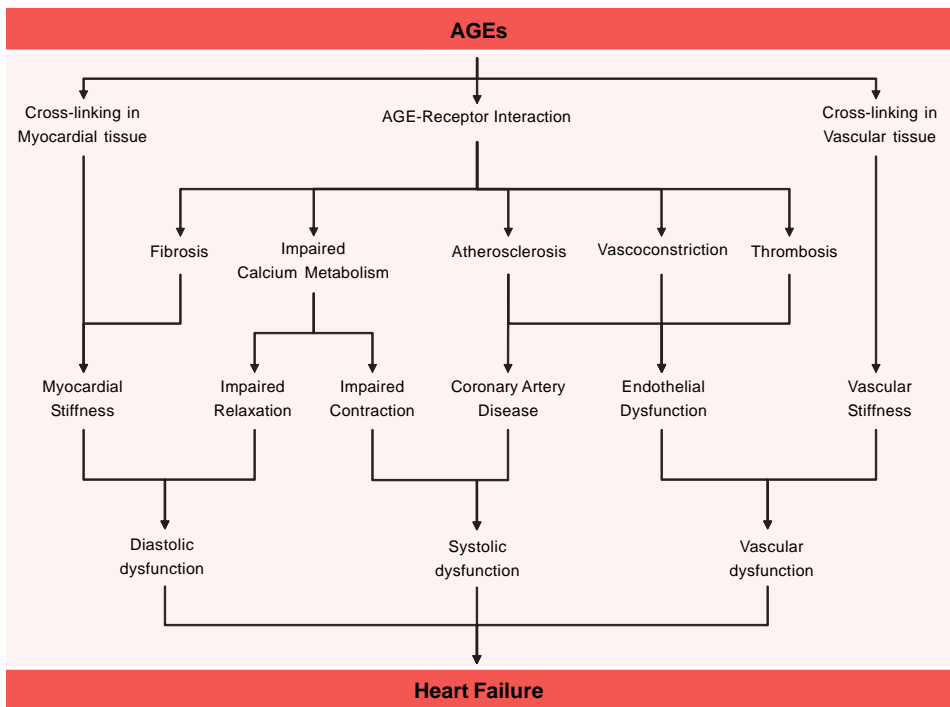 AGEs
Cross-linking in
Myocardial tissue
AGE-Receptor Interaction
Cross-linking in
Vascular tissue
Fibrosis
Impaired
Calcium Metabolism
Atherosclerosis
Vascoconstriction
Thrombosis
Myocardial
Stiffness
Impaired
Relaxation
Impaired
Contraction
Coronary Artery
Disease
Endothelial
Dysfunction
Vascular
Stiffness
Diastolic
dysfunction
Systolic
dysfunction
Vascular
dysfunction
Heart Failure